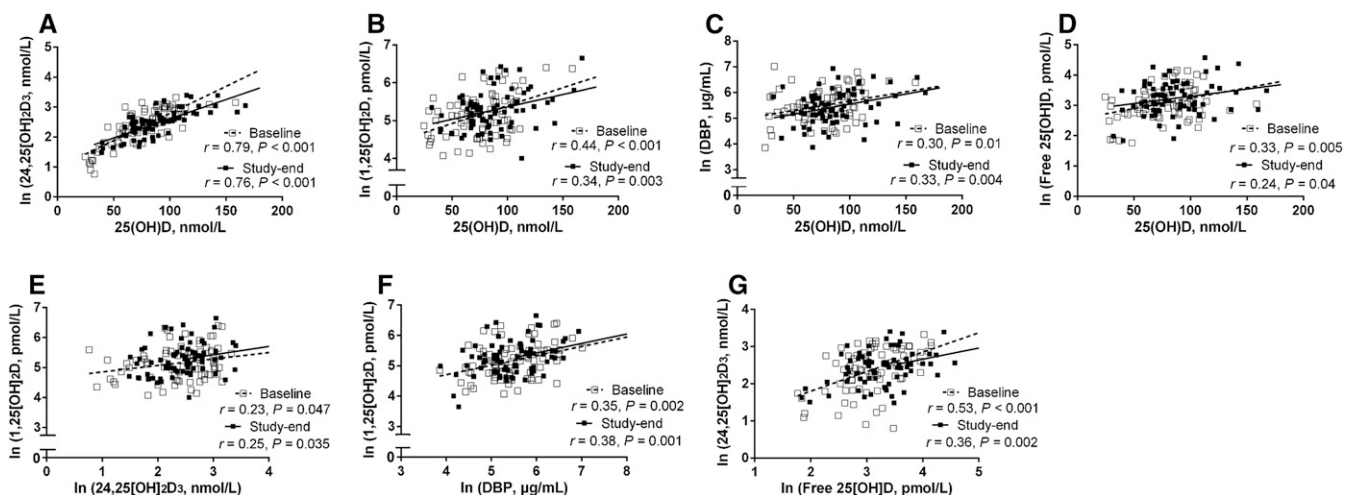 A
ln (24,25[OH]2D3, nmol/L)
5
4
3
2
1
0
Baseline
r = 0.79, P < 0.001
Study-end
r = 0.76, P < 0.001
0 50 100 150 200
25(OH)D, nmol/L
B
ln (1,25[OH]2D, pmol/L)
7
6
5
4
0
Baseline
r = 0.44, P < 0.001
Study-end
r = 0.34, P = 0.003
0 50 100 150 200
25(OH)D, nmol/L
C
ln (DBP, µg/mL)
8
7
6
5
4
3
0
Baseline
r = 0.30, P = 0.01
Study-end
r = 0.33, P = 0.004
0 50 100 150 200
25(OH)D, nmol/L
D
ln (Free 25[OH]D, pmol/L)
5
4
3
2
1
0
Baseline
r = 0.33, P = 0.005
Study-end
r = 0.24, P = 0.04
0 50 100 150 200
25(OH)D, nmol/L
E
ln (1,25[OH]2D, pmol/L)
7
6
5
4
3
0
Baseline
r = 0.23, P = 0.047
Study-end
r = 0.25, P = 0.035
0 1 2 3 4
ln (24,25[OH]2D3, nmol/L)
F
ln (1,25[OH]2D, pmol/L)
7
6
5
4
3
0
Baseline
r = 0.35, P = 0.002
Study-end
r = 0.38, P = 0.001
3 4 5 6 7 8
ln (DBP, µg/mL)
G
ln (24,25[OH]2D3, nmol/L)
4
3
2
1
0
Baseline
r = 0.53, P < 0.001
Study-end
r = 0.36, P = 0.002
1 2 3 4 5
ln (Free 25[OH]D, pmol/L)